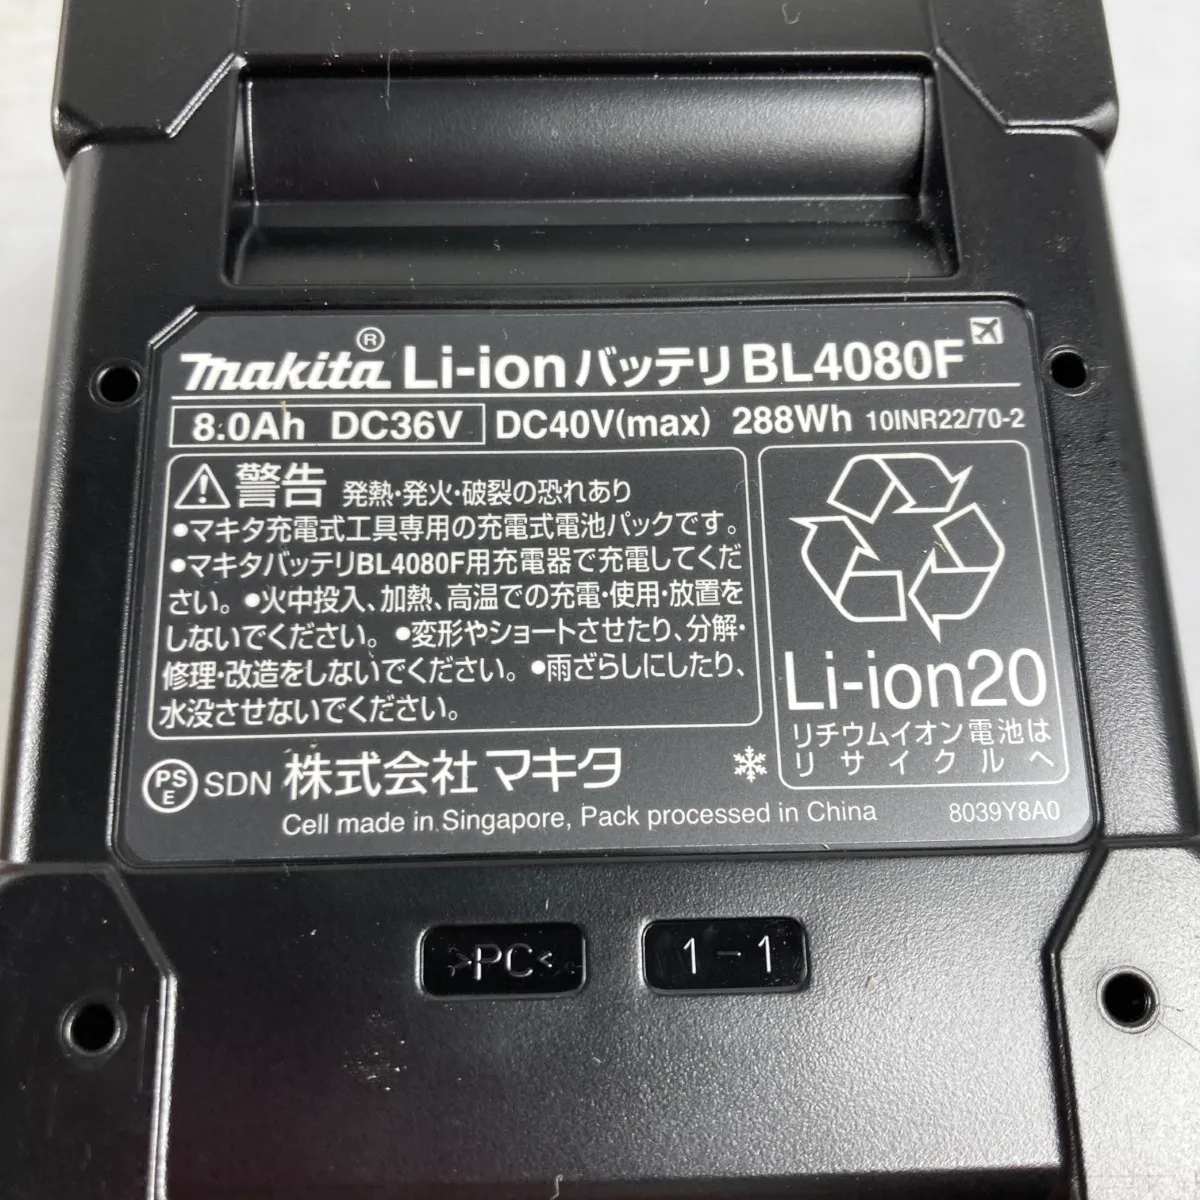 makita® Li-ionバッテリ BL4080F
8.0Ah DC36V DC40V(max) 288Wh 10INR22/70-2
警告 発熱・発火・破裂の恐れあり
●マキタ充電式工具専用の充電式電池パックです。
●マキタバッテリBL4080F用充電器で充電してくだ
さい。●火中投入、加熱、高温での充電・使用・放置を
しないでください。●変形やショートさせたり、分解・
修理・改造をしないでください。●雨ざらしにしたり、
水没させないでください。
Li-ion20
リチウムイオン電池は
リサイクルへ
PS
E
SDN 株式会社マキタ
Cell made in Singapore, Pack processed in China
8039Y8A0
>PC<
1-1